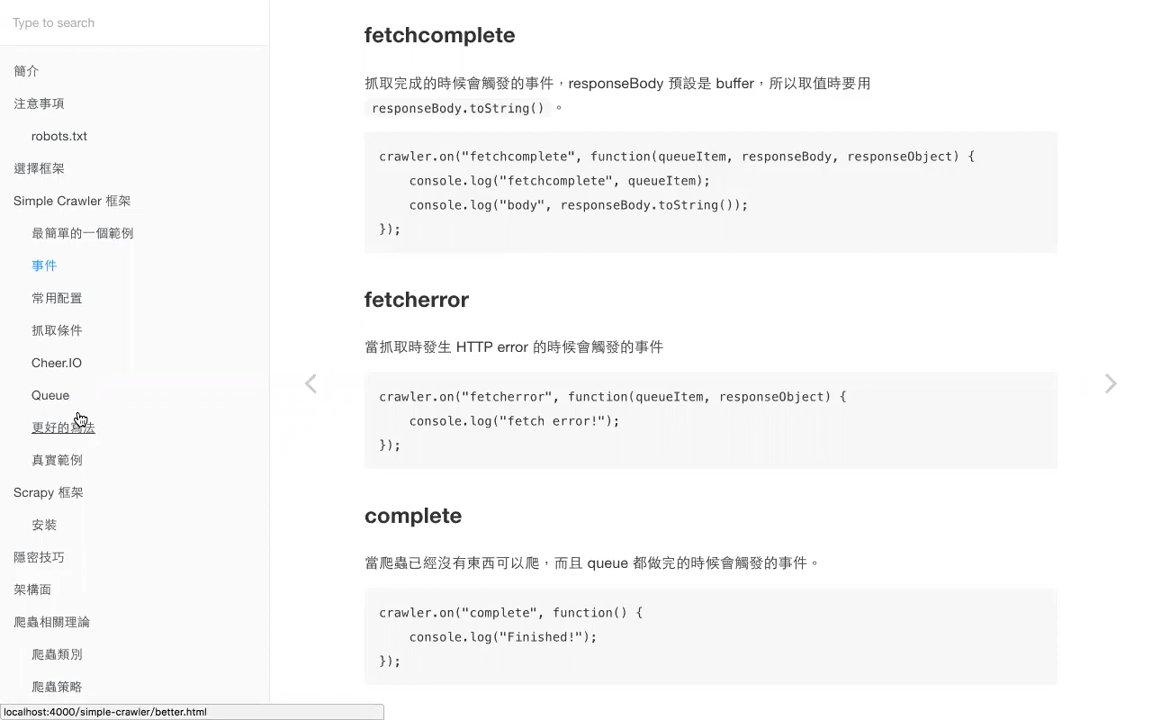 Type to search
簡介
注意事項
robots.txt
選擇框架
Simple Crawler 框架
最簡單的一個範例
事件
常用配置
抓取條件
Cheer.IO
Queue
更好的寫法
真實範例
Scrapy 框架
安裝
隱密技巧
架構面
爬蟲相關理論
爬蟲類別
爬蟲策略
localhost:4000/simple-crawler/better.html
fetchcomplete
抓取完成的時候會觸發的事件，responseBody 預設是 buffer，所以取值時要用
responseBody.toString() 。
crawler.on("fetchcomplete", function(queueItem, responseBody, responseObject) {
    console.log("fetchcomplete", queueItem);
    console.log("body", responseBody.toString());
});
fetcherror
當抓取時發生 HTTP error 的時候會觸發的事件
crawler.on("fetcherror", function(queueItem, responseObject) {
    console.log("fetch error!");
});
complete
當爬蟲已經沒有東西可以爬，而且 queue 都做完的時候會觸發的事件。
crawler.on("complete", function() {
    console.log("Finished!");
});